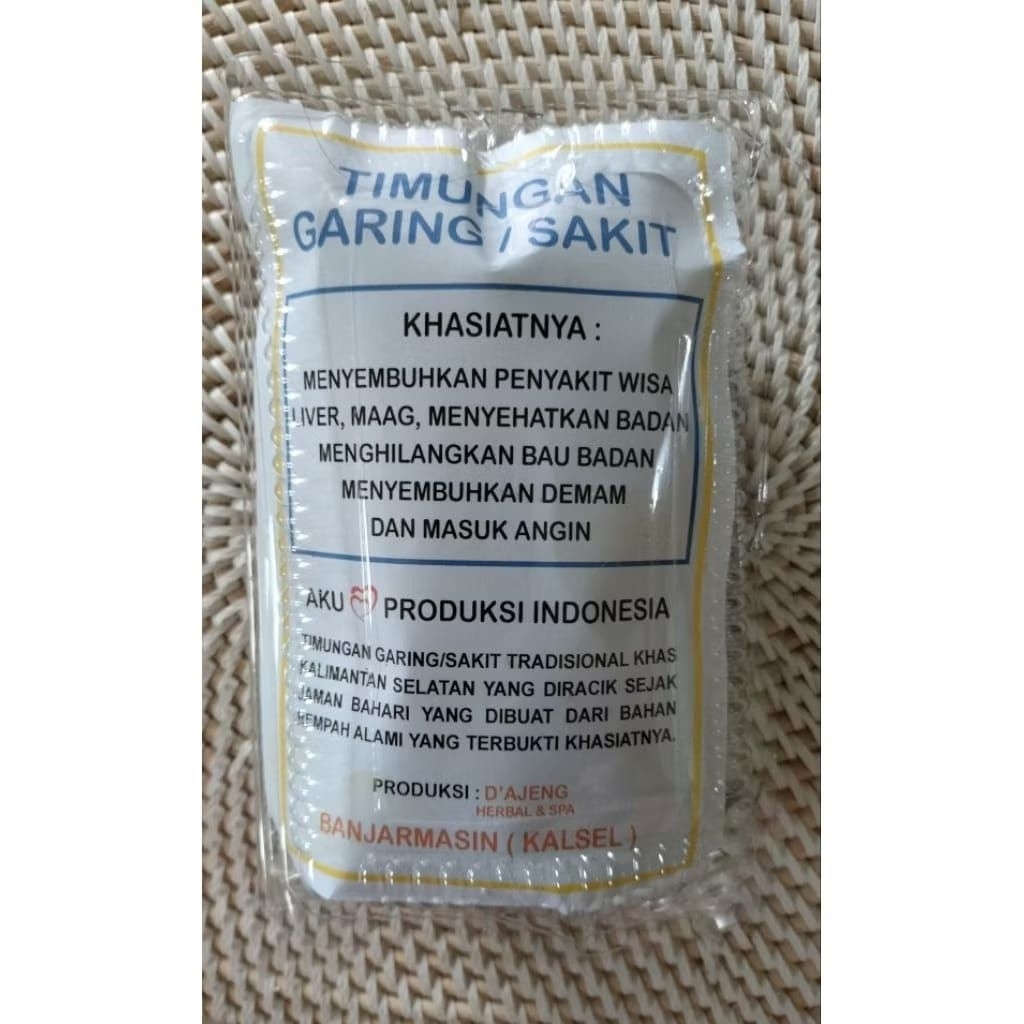 TIMUNGAN
GARING / SAKIT
KHASIATNYA :
MENYEMBUHKAN PENYAKIT WISA
LIVER, MAAG, MENYEHATKAN BADAN
MENGHILANGKAN BAU BADAN
MENYEMBUHKAN DEMAM
DAN MASUK ANGIN
AKU PRODUKSI INDONESIA
TIMUNGAN GARING/SAKIT TRADISIONAL KHAS
KALIMANTAN SELATAN YANG DIRACIK SEJAK
JAMAN BAHARI YANG DIBUAT DARI BAHAN
REMPAH ALAMI YANG TERBUKTI KHASIATNYA.
PRODUKSI : D'AJENG
HERBAL & SPA
BANJARMASIN ( KALSEL )